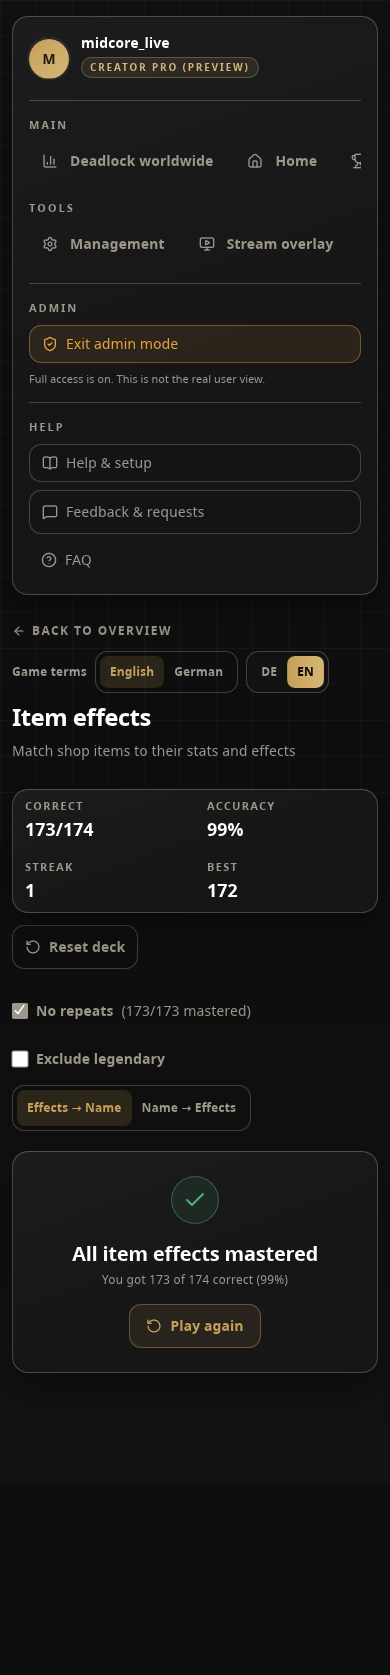 M
midcore_live
CREATOR PRO (PREVIEW)
MAIN
Deadlock worldwide Home
TOOLS
Management Stream overlay
ADMIN
Exit admin mode
Full access is on. This is not the real user view.
HELP
Help & setup
Feedback & requests
FAQ
← BACK TO OVERVIEW
Game terms English German DE EN
Item effects
Match shop items to their stats and effects
CORRECT ACCURACY
173/174 99%
STREAK BEST
1 172
Reset deck
No repeats (173/173 mastered)
Exclude legendary
Effects → Name Name → Effects
All item effects mastered
You got 173 of 174 correct (99%)
Play again